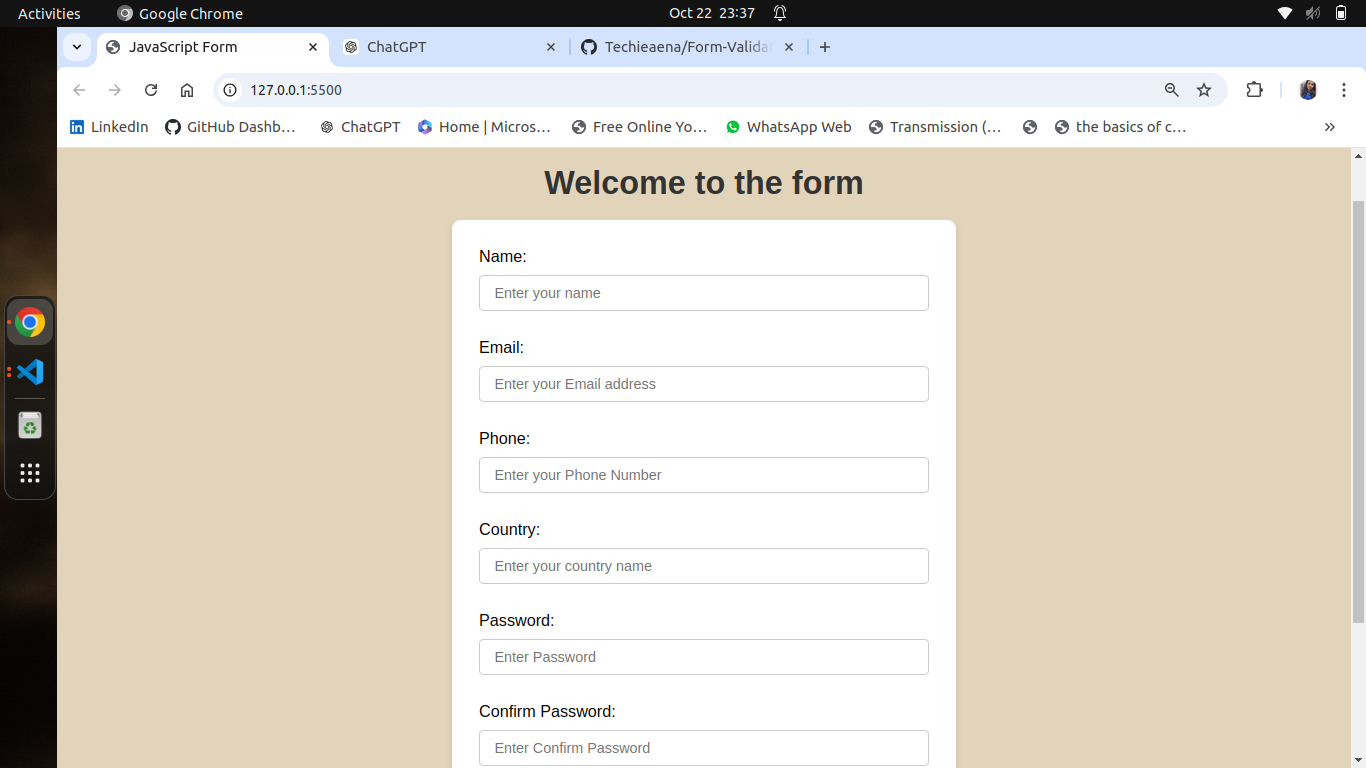 Activities Google Chrome Oct 22 23:37
JavaScript Form ChatGPT Techieaena/Form-Valida
127.0.0.1:5500
LinkedIn GitHub Dashb… ChatGPT Home | Micros… Free Online Yo… WhatsApp Web Transmission (… the basics of c… »
Welcome to the form
Name:
Enter your name
Email:
Enter your Email address
Phone:
Enter your Phone Number
Country:
Enter your country name
Password:
Enter Password
Confirm Password:
Enter Confirm Password